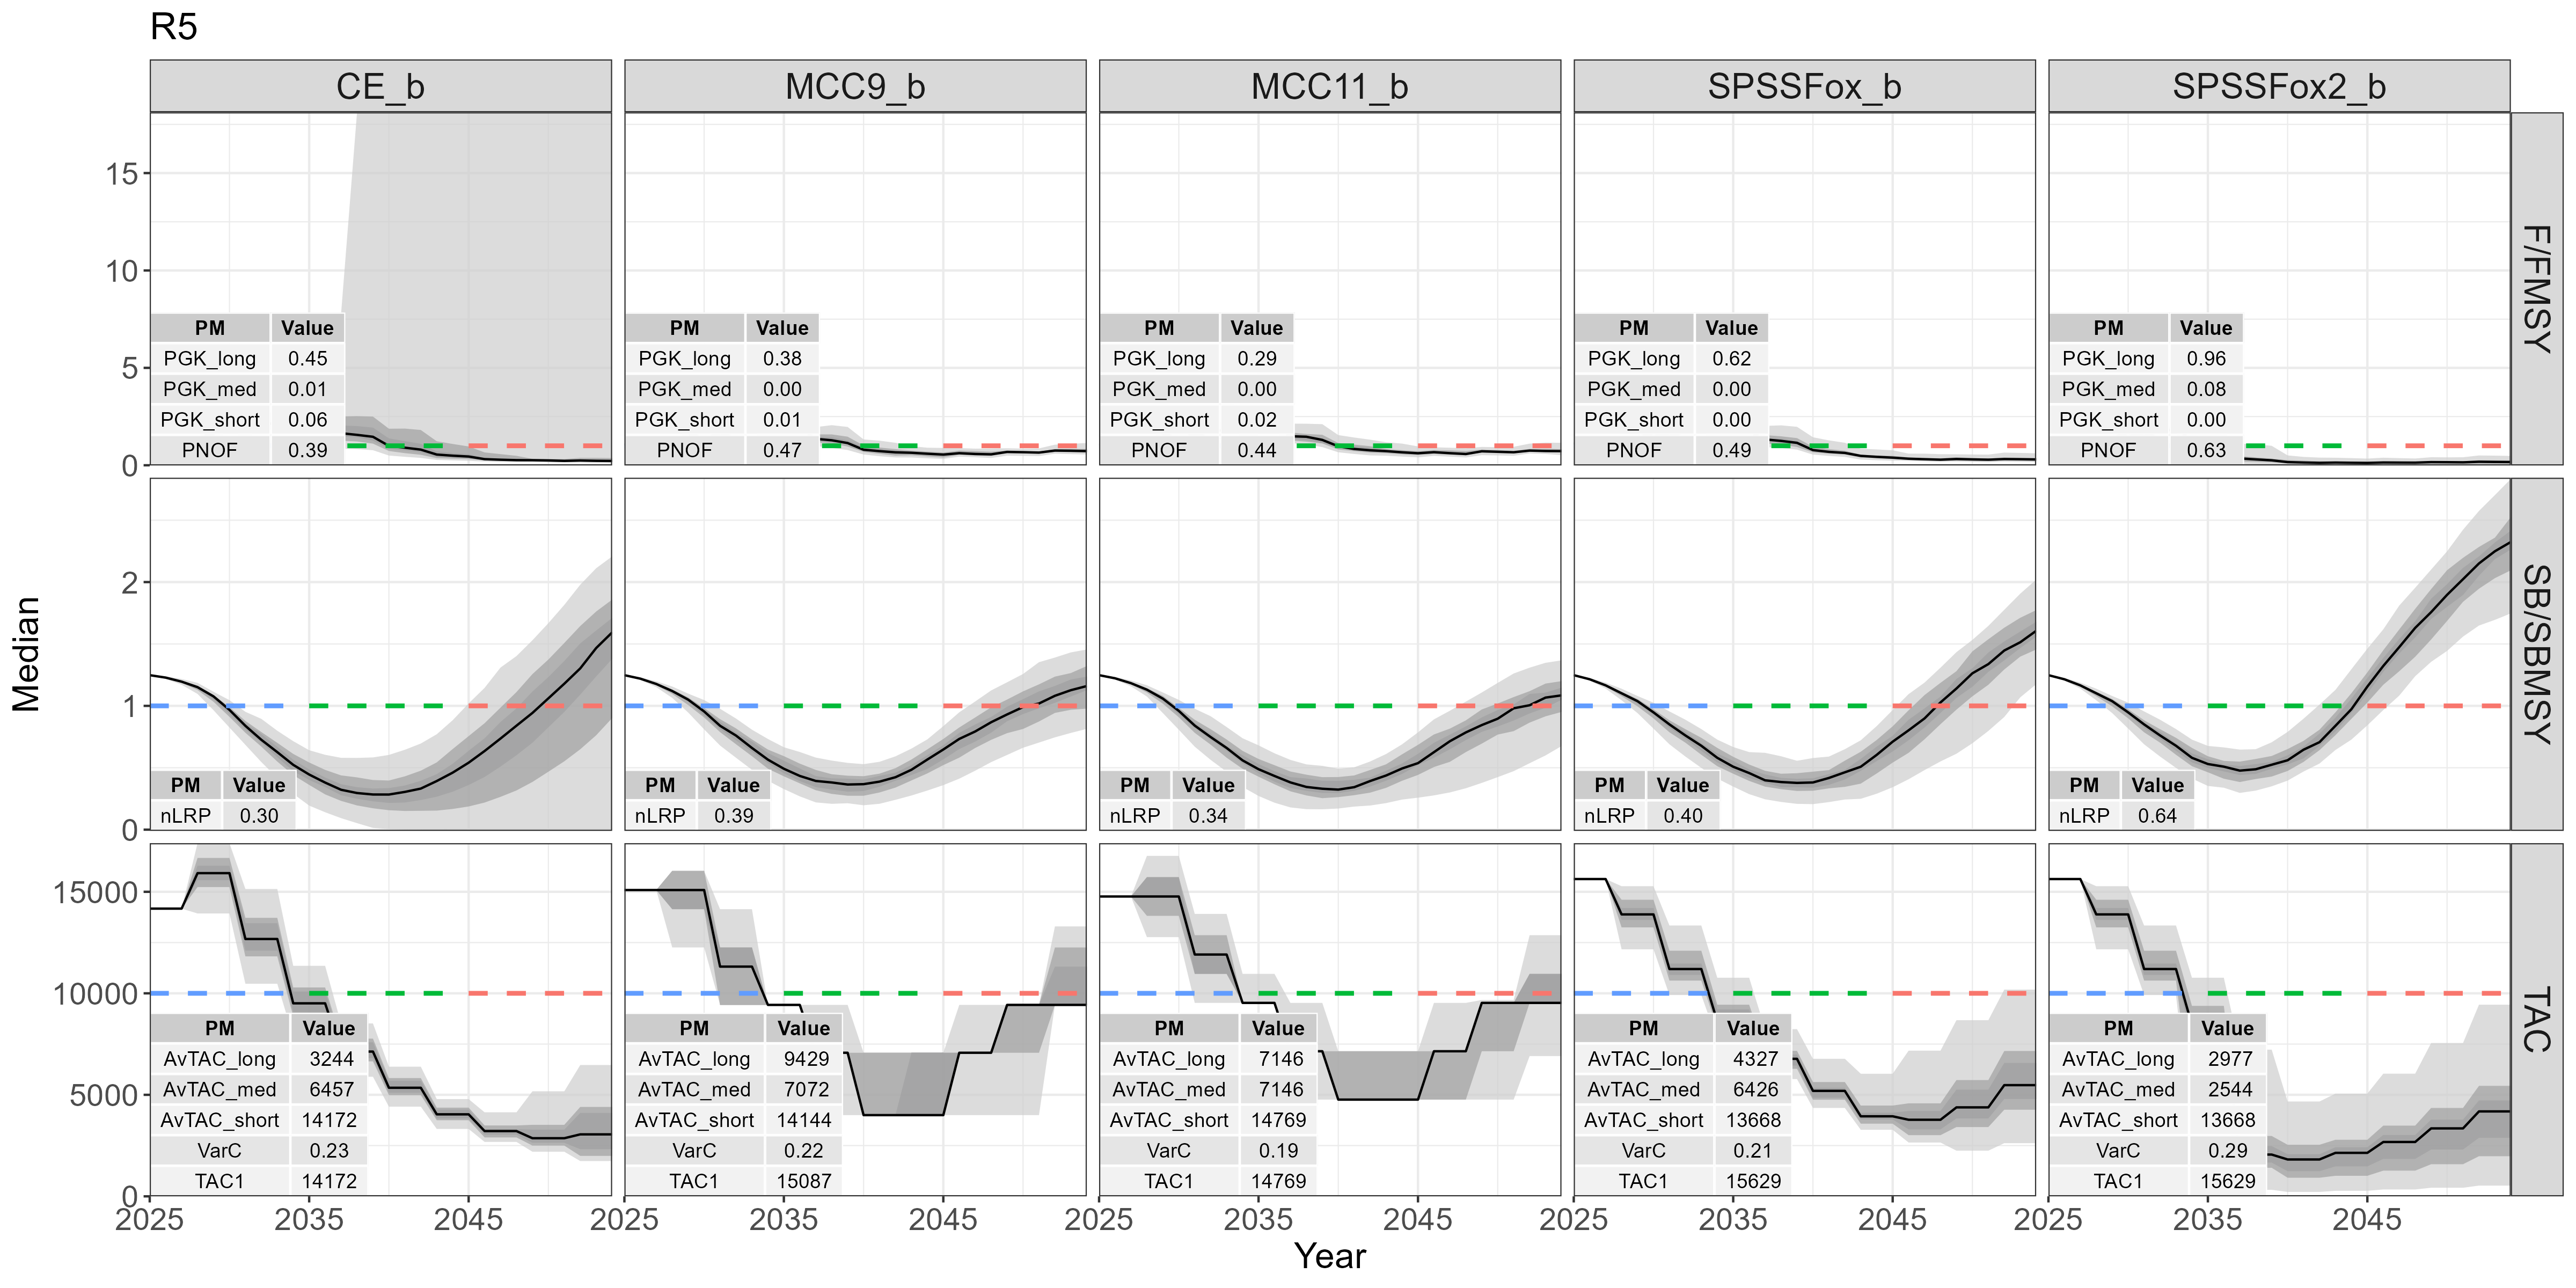 R5
CE_b MCC9_b MCC11_b SPSSFox_b SPSSFox2_b
Median
F/FMSY
15
10
5
0
PM Value PM Value PM Value PM Value PM Value
PGK_long 0.45 PGK_long 0.38 PGK_long 0.29 PGK_long 0.62 PGK_long 0.96
PGK_med 0.01 PGK_med 0.00 PGK_med 0.00 PGK_med 0.00 PGK_med 0.08
PGK_short 0.06 PGK_short 0.01 PGK_short 0.02 PGK_short 0.00 PGK_short 0.00
PNOF 0.39 PNOF 0.47 PNOF 0.44 PNOF 0.49 PNOF 0.63
SB/SBMSY
2
1
0
PM Value PM Value PM Value PM Value PM Value
nLRP 0.30 nLRP 0.39 nLRP 0.34 nLRP 0.40 nLRP 0.64
TAC
15000
10000
5000
0
PM Value PM Value PM Value PM Value PM Value
AvTAC_long 3244 AvTAC_long 9429 AvTAC_long 7146 AvTAC_long 4327 AvTAC_long 2977
AvTAC_med 6457 AvTAC_med 7072 AvTAC_med 7146 AvTAC_med 6426 AvTAC_med 2544
AvTAC_short 14172 AvTAC_short 14144 AvTAC_short 14769 AvTAC_short 13668 AvTAC_short 13668
VarC 0.23 VarC 0.22 VarC 0.19 VarC 0.21 VarC 0.29
TAC1 14172 TAC1 15087 TAC1 14769 TAC1 15629 TAC1 15629
2025 2035 2045 2025 2035 2045 2025 2035 2045 2025 2035 2045 2025 2035 2045
Year